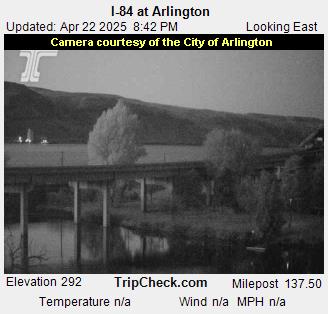 I-84 at Arlington
Updated: Apr 22 2025 8:42 PM Looking East
Camera courtesy of the City of Arlington
Elevation 292 TripCheck.com Milepost 137.50
Temperature n/a Wind n/a MPH n/a